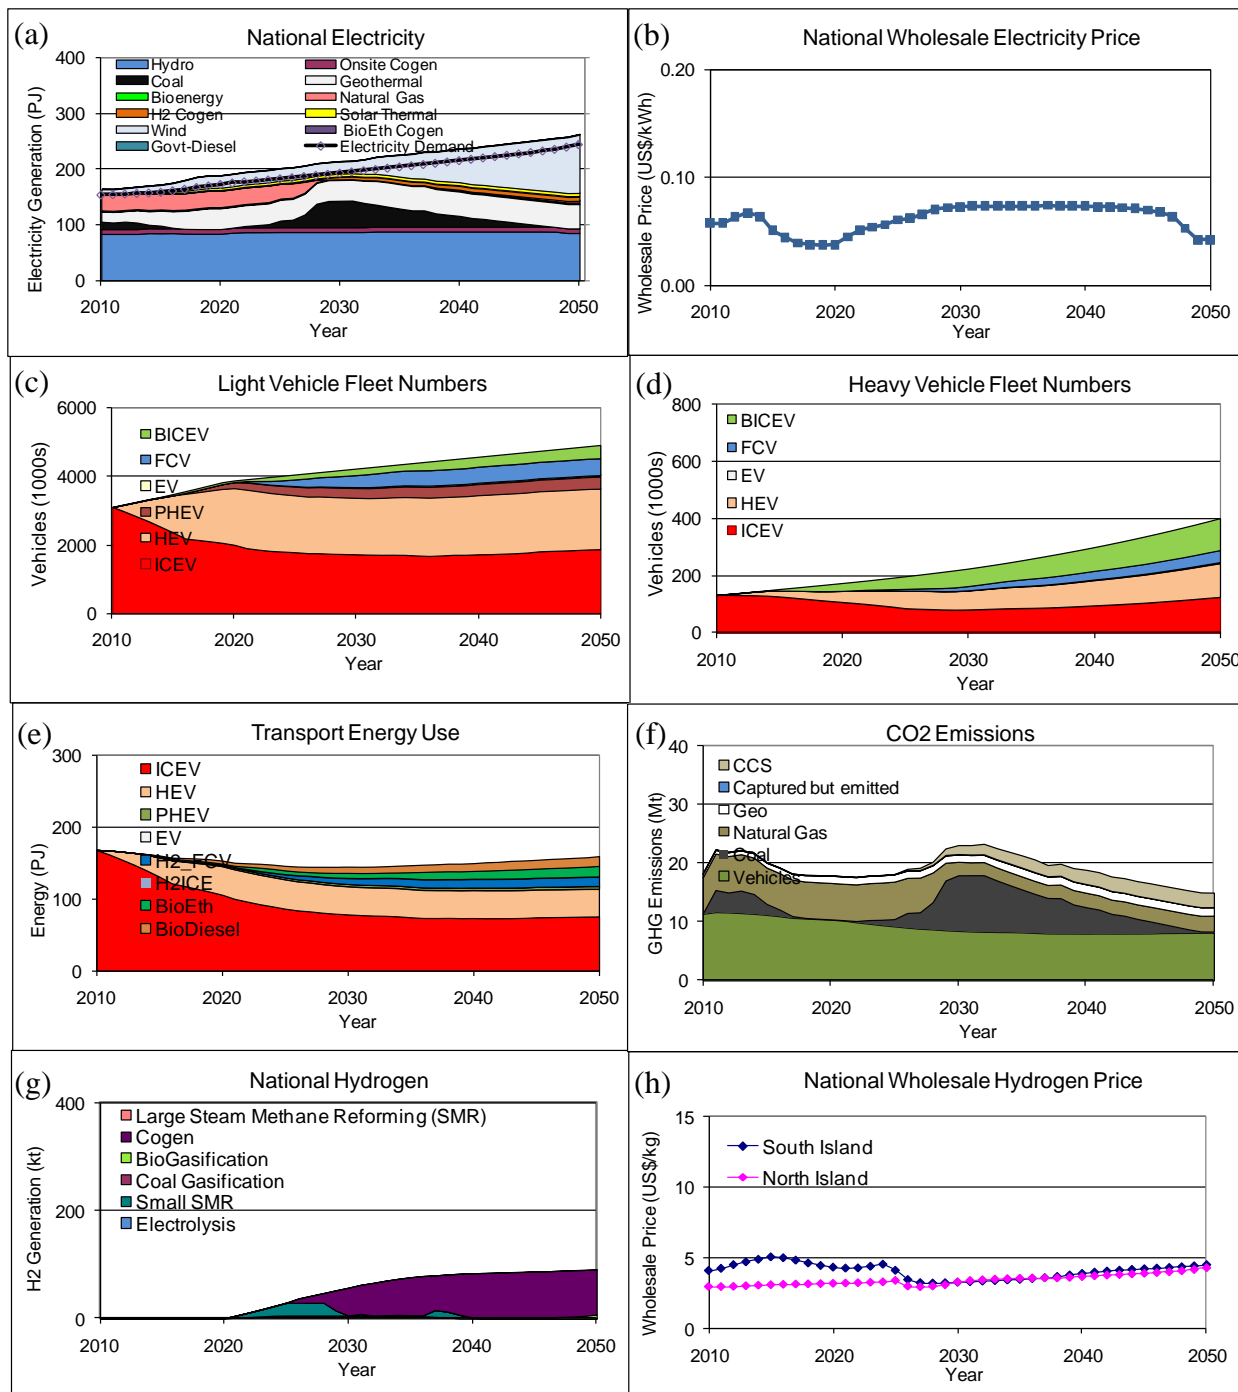 (a)
National Electricity
Electricity Generation (PJ)
400
300
200
100
0
Hydro
Onsite Cogen
Coal
Geothermal
Bioenergy
Natural Gas
H2 Cogen
Solar Thermal
Wind
BioEth Cogen
Govt-Diesel
Electricity Demand
2010 2020 2030 2040 2050
Year
(b)
National Wholesale Electricity Price
Wholesale Price (US$/kWh)
0.20
0.10
0.00
2010 2020 2030 2040 2050
Year
(c)
Light Vehicle Fleet Numbers
Vehicles (1000s)
6000
4000
2000
0
BICEV
FCV
EV
PHEV
HEV
ICEV
2010 2020 2030 2040 2050
Year
(d)
Heavy Vehicle Fleet Numbers
Vehicles (1000s)
800
600
400
200
0
BICEV
FCV
EV
HEV
ICEV
2010 2020 2030 2040 2050
Year
(e)
Transport Energy Use
Energy (PJ)
300
200
100
0
ICEV
HEV
PHEV
EV
H2_FCV
H2ICE
BioEth
BioDiesel
2010 2020 2030 2040 2050
Year
(f)
CO2 Emissions
GHG Emissions (Mt)
40
30
20
10
0
CCS
Captured but emitted
Geo
Natural Gas
Coal
Vehicles
2010 2020 2030 2040 2050
Year
(g)
National Hydrogen
H2 Generation (kt)
400
200
0
Large Steam Methane Reforming (SMR)
Cogen
BioGasification
Coal Gasification
Small SMR
Electrolysis
2010 2020 2030 2040 2050
Year
(h)
National Wholesale Hydrogen Price
Wholesale Price (US$/kg)
15
10
5
0
South Island
North Island
2010 2020 2030 2040 2050
Year